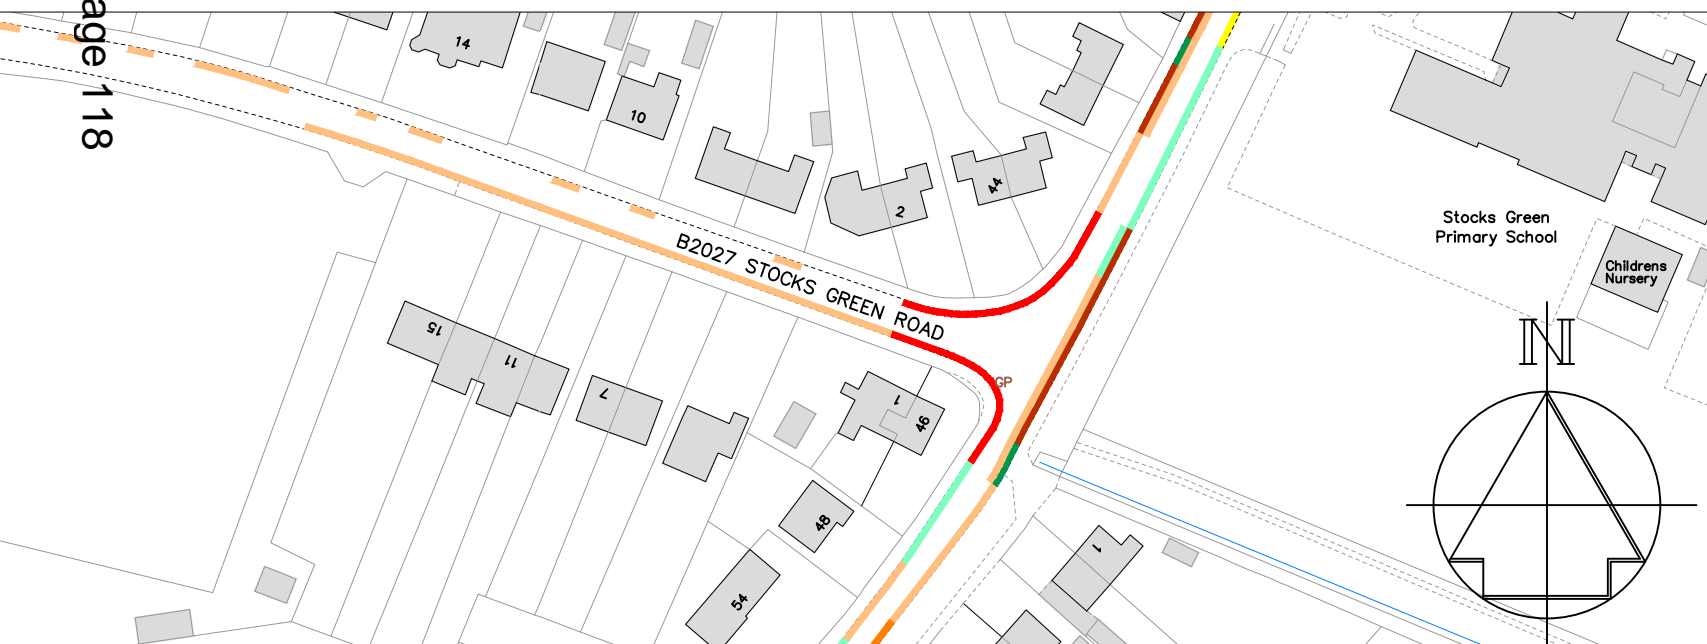 age 118
14
10
2
44
B2027 STOCKS GREEN ROAD
Stocks Green
Primary School
Childrens
Nursery
N
15
11
7
1
46
GP
48
54
1